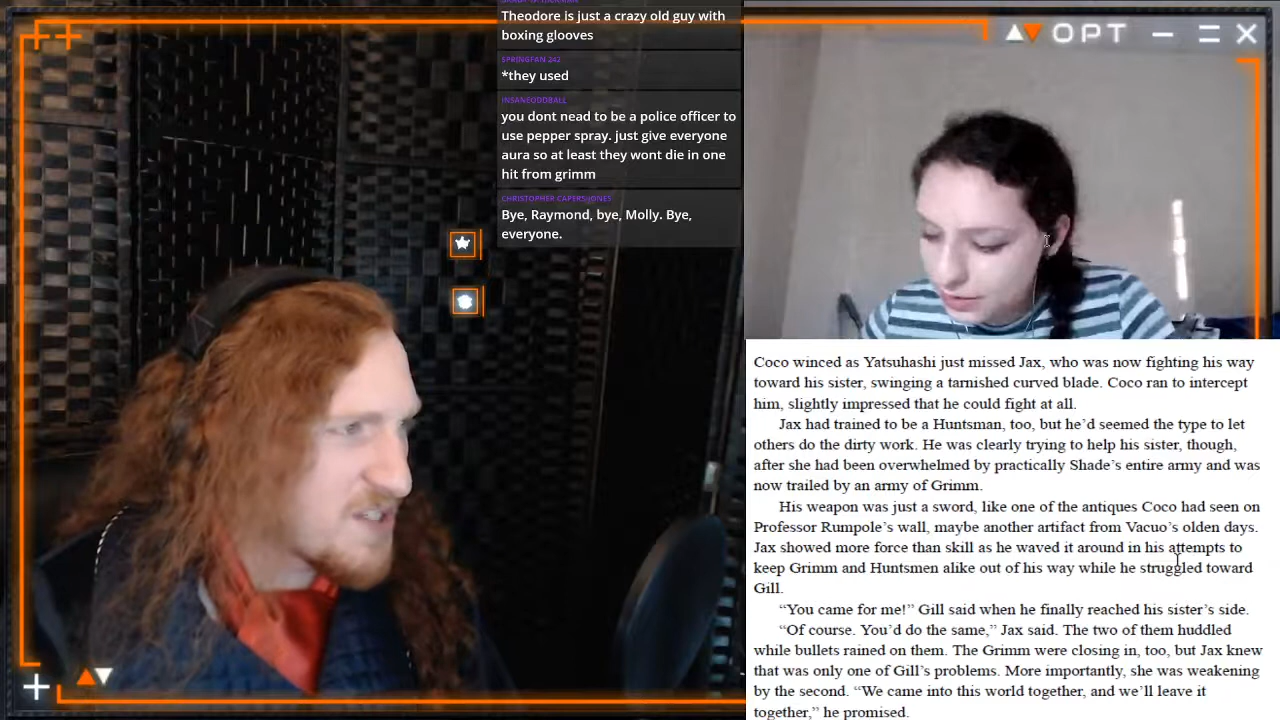 Theodore is just a crazy old guy with
boxing glooves
SPRINGFAN 242
*they used
INSANEODDBALL
you dont nead to be a police officer to
use pepper spray. just give everyone
aura so at least they wont die in one
hit from grimm
CHRISTOPHER CAPERSJONES
Bye, Raymond, bye, Molly. Bye,
everyone.
OPT
Coco winced as Yatsuhashi just missed Jax, who was now fighting his way
toward his sister, swinging a tarnished curved blade. Coco ran to intercept
him, slightly impressed that he could fight at all.
Jax had trained to be a Huntsman, too, but he’d seemed the type to let
others do the dirty work. He was clearly trying to help his sister, though,
after she had been overwhelmed by practically Shade’s entire army and was
now trailed by an army of Grimm.
His weapon was just a sword, like one of the antiques Coco had seen on
Professor Rumpole’s wall, maybe another artifact from Vacuo’s olden days.
Jax showed more force than skill as he waved it around in his attempts to
keep Grimm and Huntsmen alike out of his way while he struggled toward
Gill.
“You came for me!” Gill said when he finally reached his sister’s side.
“Of course. You’d do the same,” Jax said. The two of them huddled
while bullets rained on them. The Grimm were closing in, too, but Jax knew
that was only one of Gill’s problems. More importantly, she was weakening
by the second. “We came into this world together, and we’ll leave it
together,” he promised.